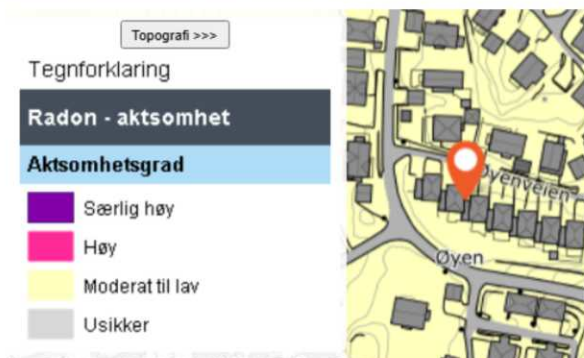 Topografi >>>
Tegnforklaring
Radon - aktsomhet
Aktsomhetsgrad
Særlig høy
Høy
Moderat til lav
Usikker
Øyenveien
Øyen